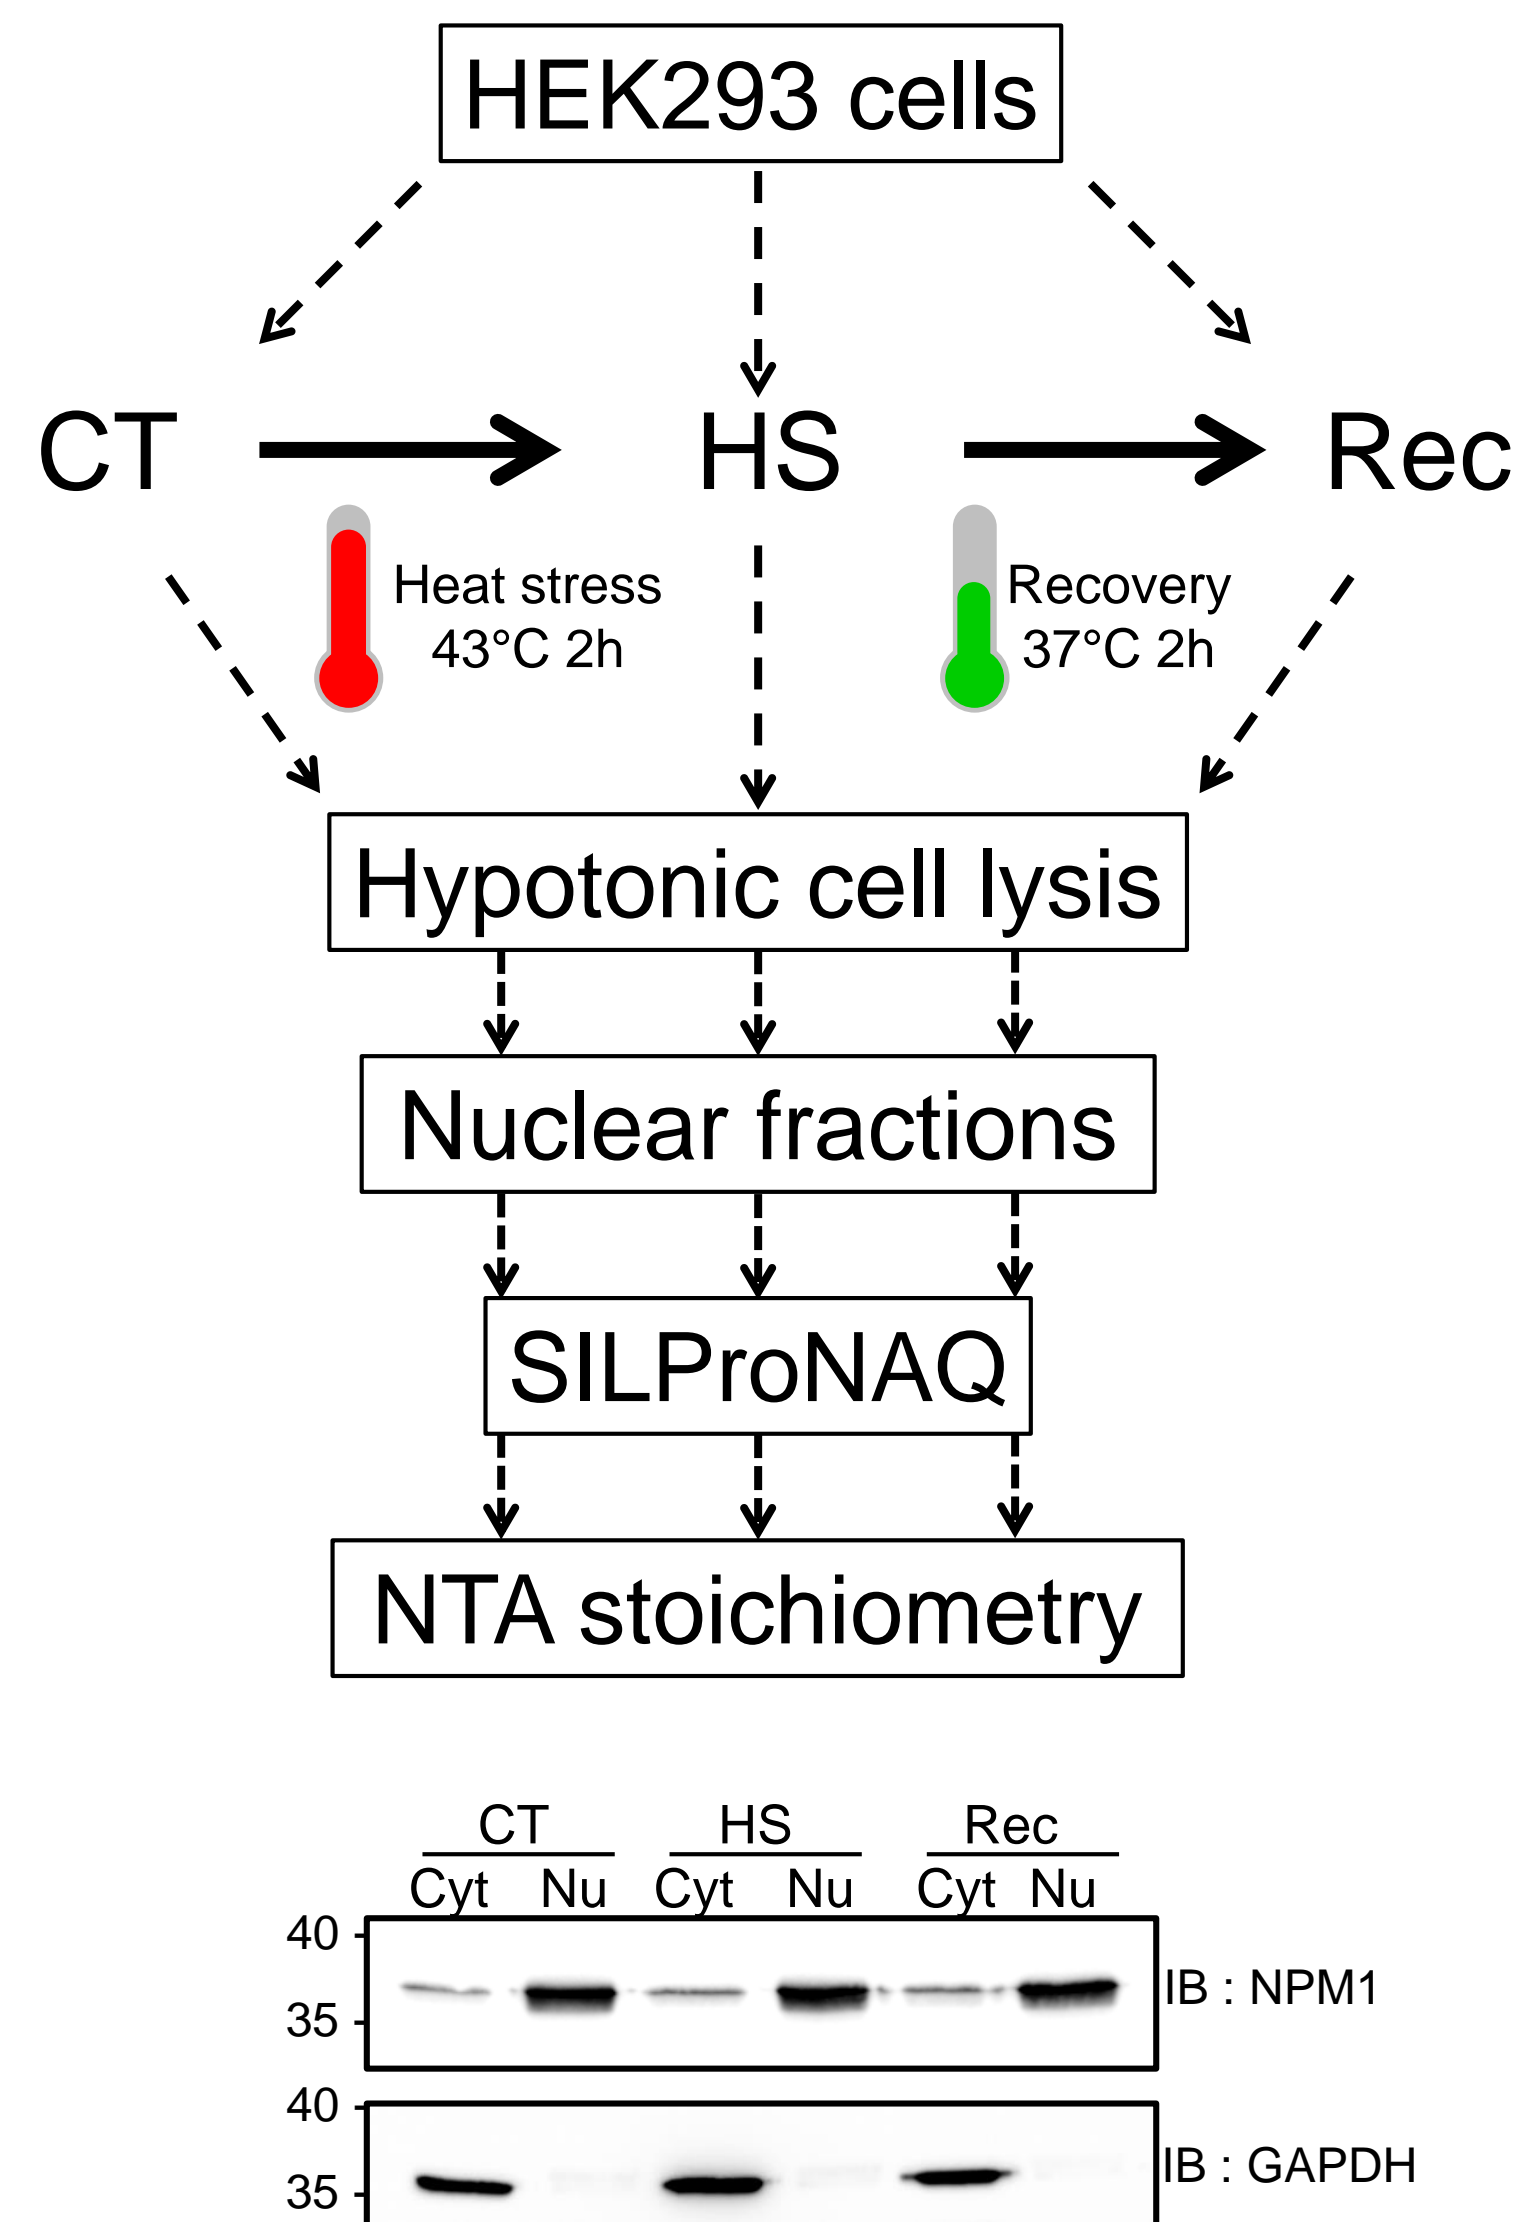 HEK293 cells
CT HS Rec
Heat stress
43°C 2h
Recovery
37°C 2h
Hypotonic cell lysis
Nuclear fractions
SILProNAQ
NTA stoichiometry
CT HS Rec
Cyt Nu Cyt Nu Cyt Nu
40
35
IB : NPM1
40
35
IB : GAPDH